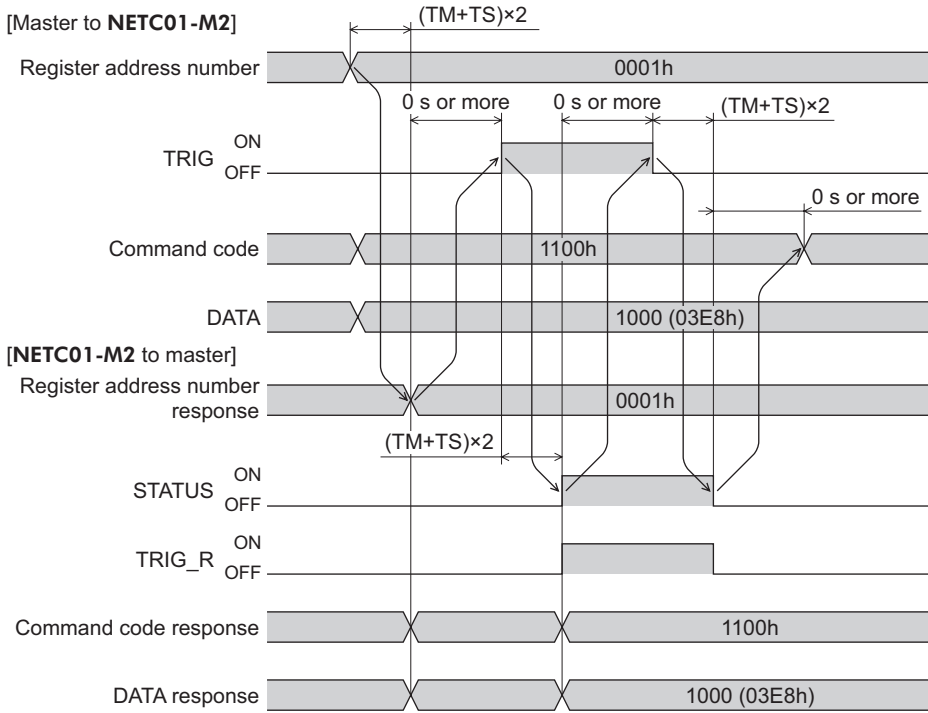 [Master to NETC01-M2]
(TM+TS)×2
Register address number
0001h
0 s or more
0 s or more
(TM+TS)×2
TRIG
ON
OFF
0 s or more
Command code
1100h
DATA
1000 (03E8h)
[NETC01-M2 to master]
Register address number
response
0001h
(TM+TS)×2
STATUS
ON
OFF
TRIG_R
ON
OFF
Command code response
1100h
DATA response
1000 (03E8h)